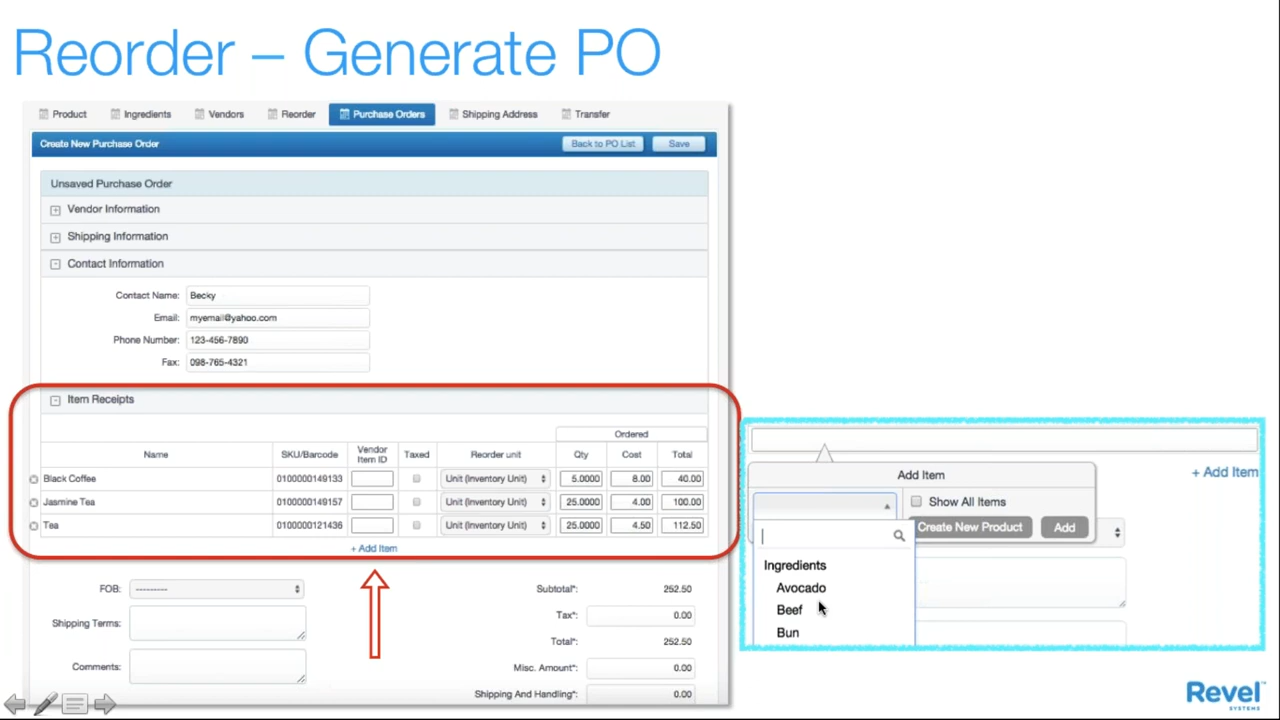 Reorder – Generate PO
Product Ingredients Vendors Reorder Purchase Orders Shipping Address Transfer
Create New Purchase Order Back to PO List Save
Unsaved Purchase Order
Vendor Information
Shipping Information
Contact Information
Contact Name: Becky
Email: myemail@yahoo.com
Phone Number: 123-456-7890
Fax: 098-765-4321
Item Receipts
Ordered
Name SKU/Barcode Vendor Item ID Taxed Reorder unit Qty Cost Total
Black Coffee 0100000149133 Unit (Inventory Unit) 5.0000 8.00 40.00
Jasmine Tea 0100000149157 Unit (Inventory Unit) 25.0000 4.00 100.00
Tea 0100000121436 Unit (Inventory Unit) 25.0000 4.50 112.50
+ Add Item
FOB: ---------
Subtotal*: 252.50
Shipping Terms:
Tax*: 0.00
Total*: 252.50
Comments:
Misc. Amount*: 0.00
Shipping And Handling*: 0.00
Add Item
+ Add Item
Show All Items
Create New Product Add
Ingredients
Avocado
Beef
Bun
Revel™
SYSTEMS